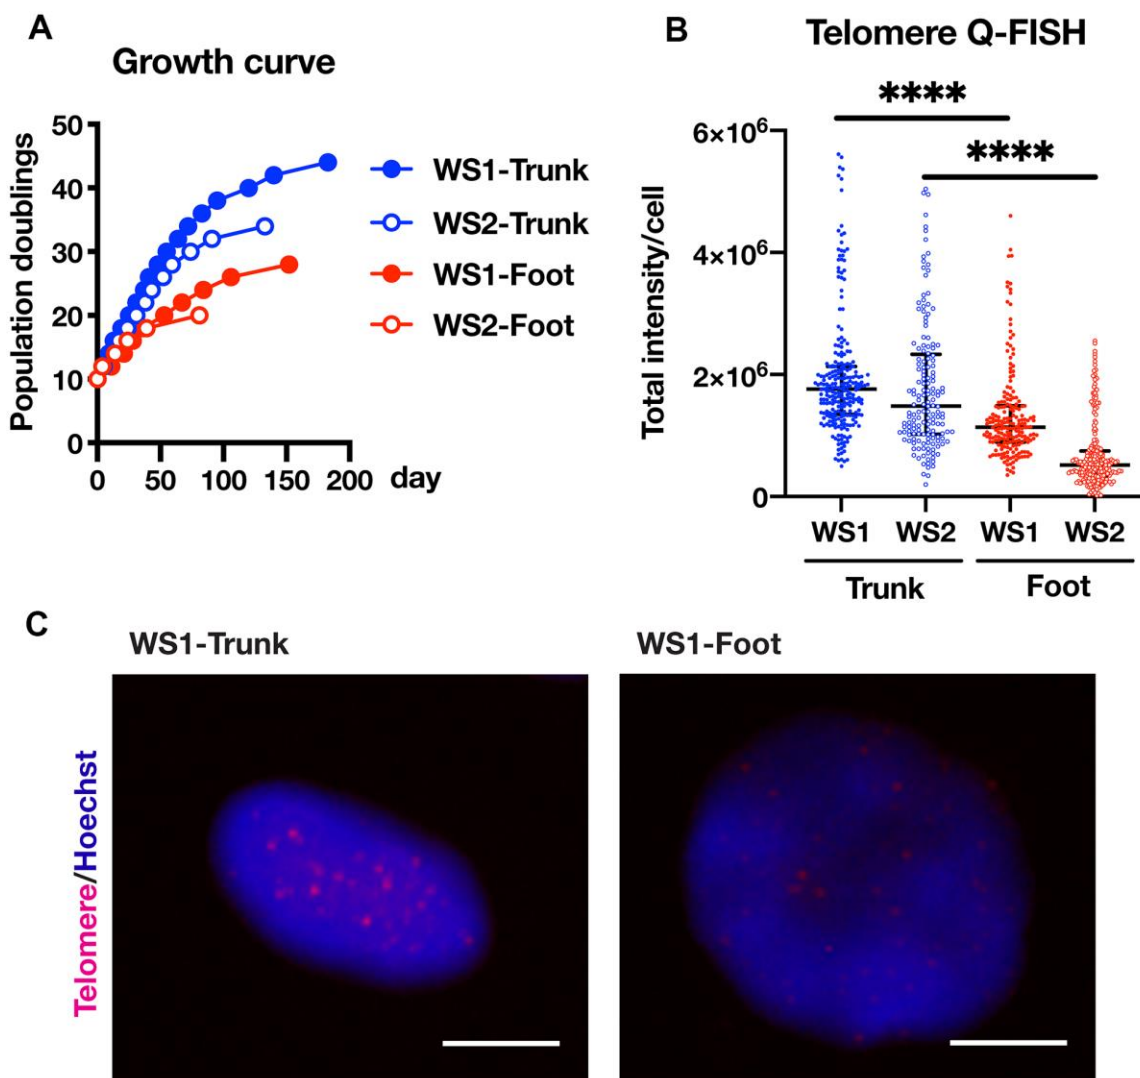 A
Growth curve
Population doublings
50
40
30
20
10
0
0 50 100 150 200 day
WS1-Trunk
WS2-Trunk
WS1-Foot
WS2-Foot
B
Telomere Q-FISH
****
****
Total intensity/cell
6×10⁶
4×10⁶
2×10⁶
0
WS1 WS2 WS1 WS2
Trunk Foot
C
WS1-Trunk
WS1-Foot
Telomere/Hoechst